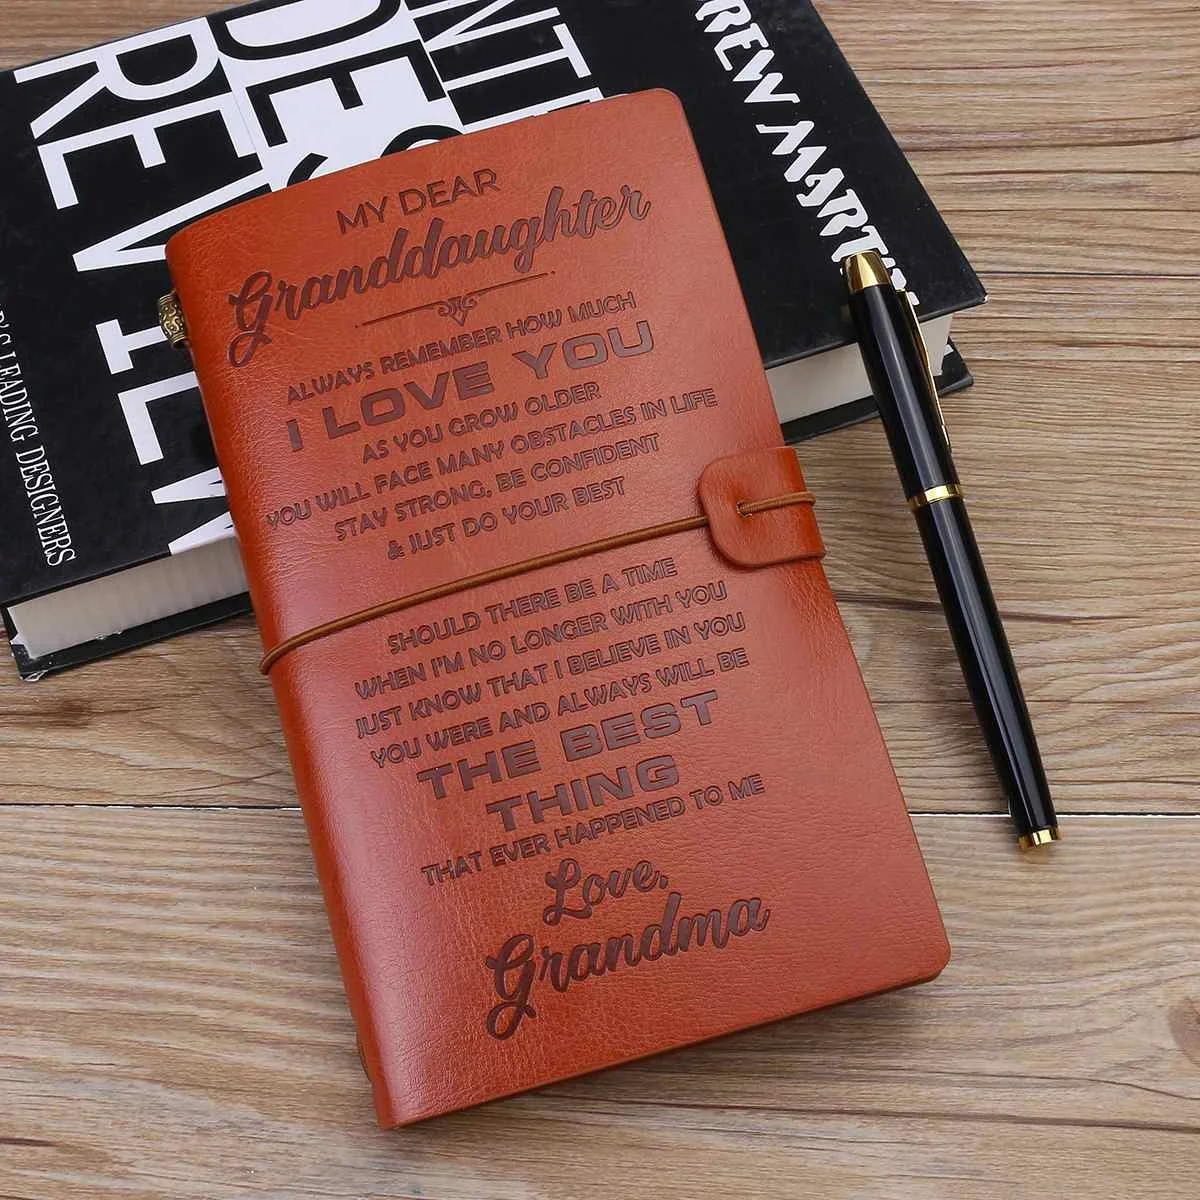 MY DEAR
Granddaughter
ALWAYS REMEMBER HOW MUCH
I LOVE YOU
AS YOU GROW OLDER
YOU WILL FACE MANY OBSTACLES IN LIFE
STAY STRONG, BE CONFIDENT
& JUST DO YOUR BEST
SHOULD THERE BE A TIME
WHEN I'M NO LONGER WITH YOU
JUST KNOW THAT I BELIEVE IN YOU
YOU WERE AND ALWAYS WILL BE
THE BEST
THING
THAT EVER HAPPENED TO ME
Love,
Grandma
DES
LEADING DESIGNERS